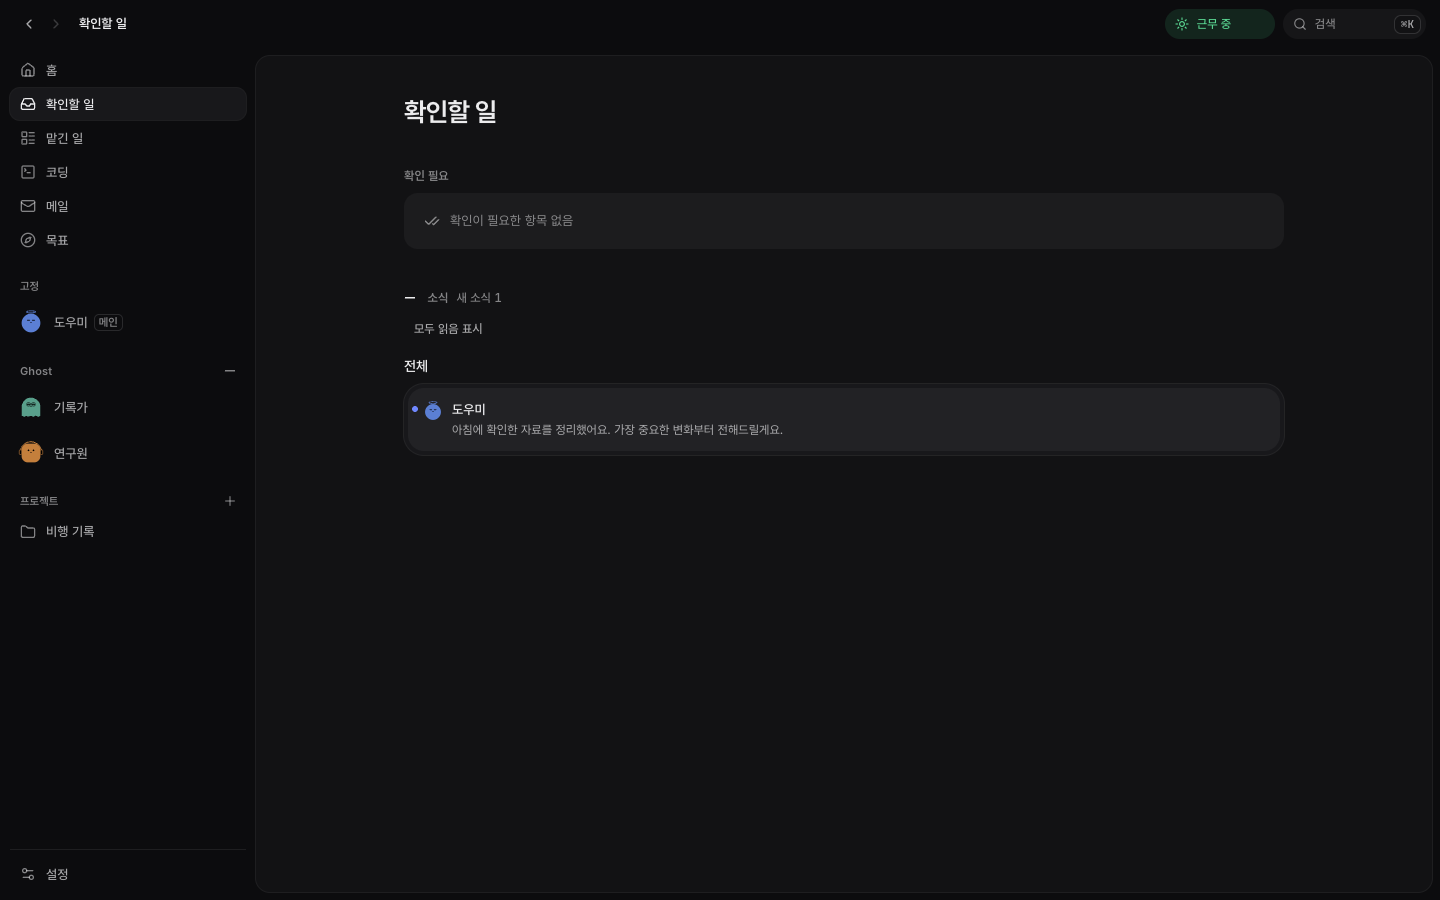 확인할 일
근무 중
검색
⌘K
홈
확인할 일
맡긴 일
코딩
메일
목표
고정
도우미 메인
Ghost
기록가
연구원
프로젝트
비행 기록
설정
확인할 일
확인 필요
확인이 필요한 항목 없음
소식 새 소식 1
모두 읽음 표시
전체
도우미
아침에 확인한 자료를 정리했어요. 가장 중요한 변화부터 전해드릴게요.